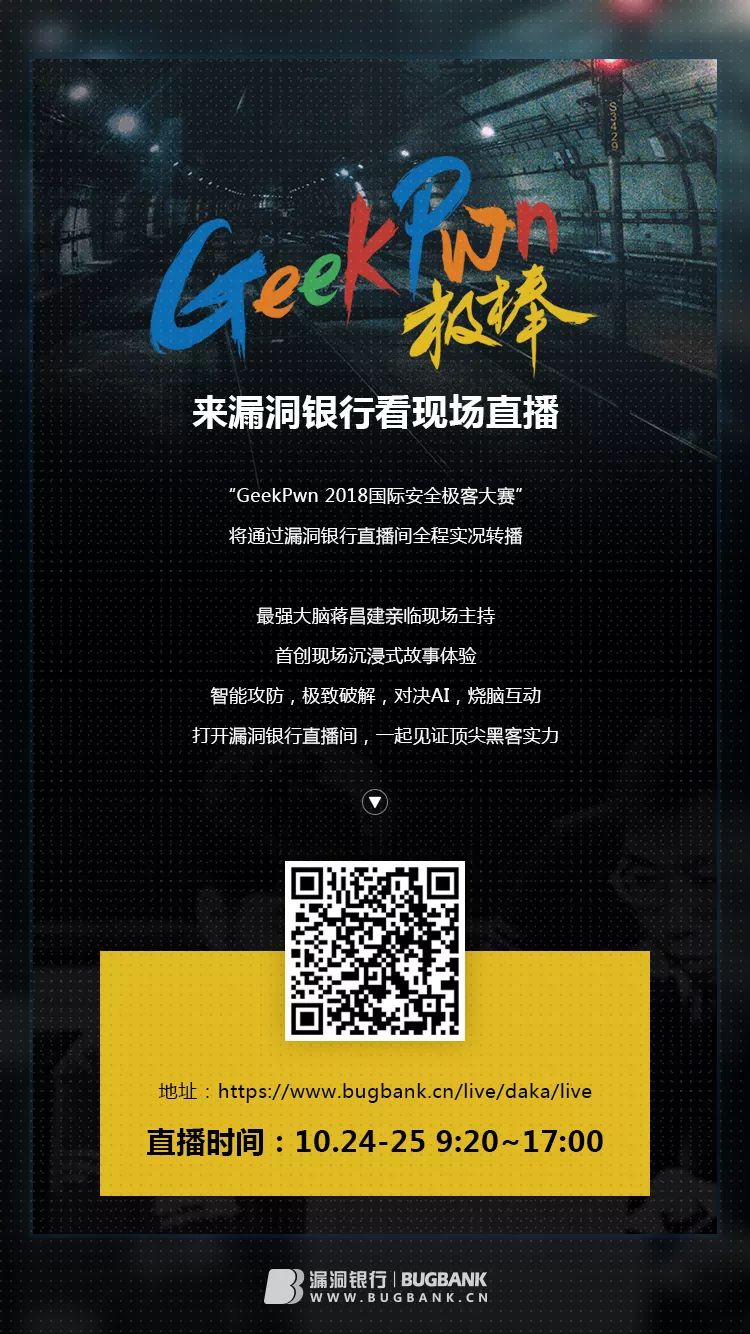 S3429
GeekPwn
极棒
来漏洞银行看现场直播
“GeekPwn 2018国际安全极客大赛”
将通过漏洞银行直播间全程实况转播
最强大脑蒋昌建亲临现场主持
首创现场沉浸式故事体验
智能攻防，极致破解，对决AI，烧脑互动
打开漏洞银行直播间，一起见证顶尖黑客实力
地址：https://www.bugbank.cn/live/daka/live
直播时间：10.24-25 9:20~17:00
漏洞银行 | BUGBANK
WWW.BUGBANK.CN